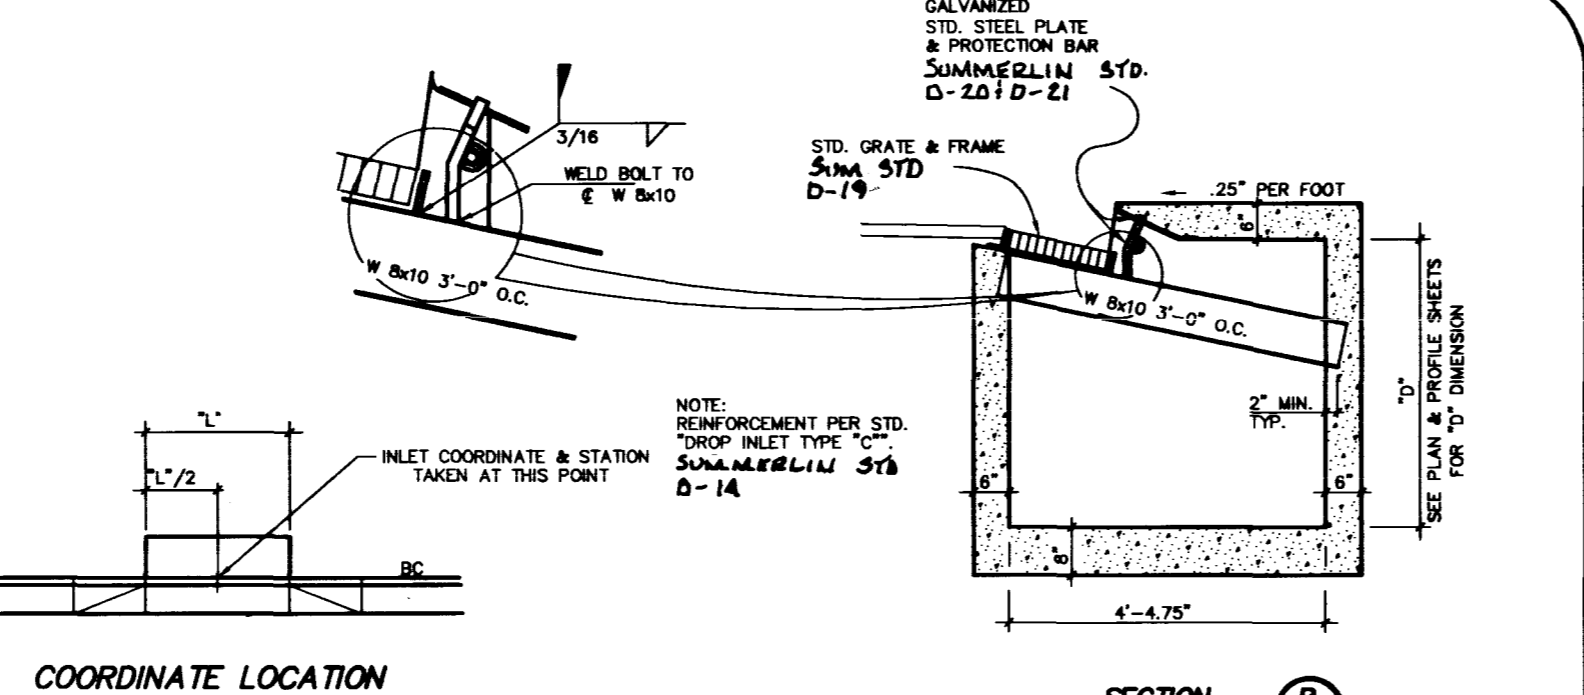 GALVANIZED
STD. STEEL PLATE
& PROTECTION BAR
SUMMERLIN STD.
D-20 & D-21
STD. GRATE & FRAME
SUM STD
D-19
.25" PER FOOT
6"
3/16
WELD BOLT TO
℄ W 8x10
W 8x10 3'-0" O.C.
W 8x10 3'-0" O.C.
"D"
SEE PLAN & PROFILE SHEETS
FOR "D" DIMENSION
2" MIN.
TYP.
NOTE:
REINFORCEMENT PER STD.
"DROP INLET TYPE "C"".
SUMMERLIN STD
D-14
6"
6"
8"
4'-4.75"
"L"
"L"/2
INLET COORDINATE & STATION
TAKEN AT THIS POINT
BC
COORDINATE LOCATION
SECTION
B